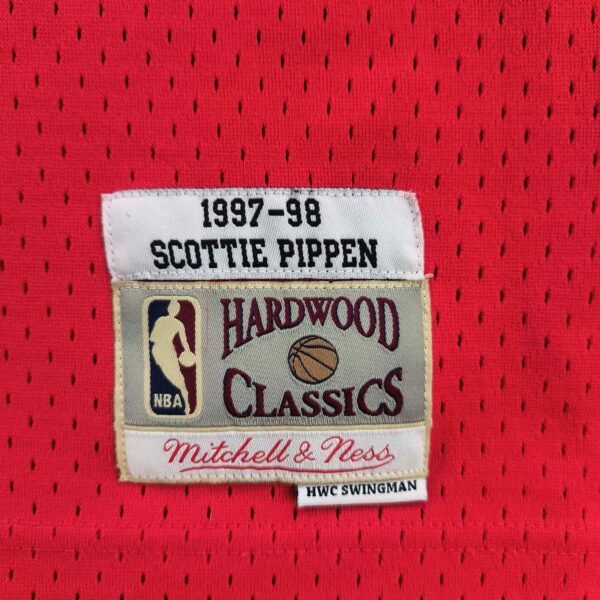 1997-98
SCOTTIE PIPPEN
HARDWOOD
CLASSICS
NBA
Mitchell & Ness
HWC SWINGMAN